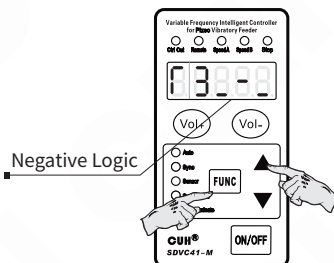 Variable Frequency Intelligent Controller
for Piezo Vibratory Feeder
Ctrl Out Remote Speed A Speed B Stop
Vol+ Vol-
Negative Logic
Auto
Sync
Sensor
FUNC
CUH®
SDVC41-M
ON/OFF